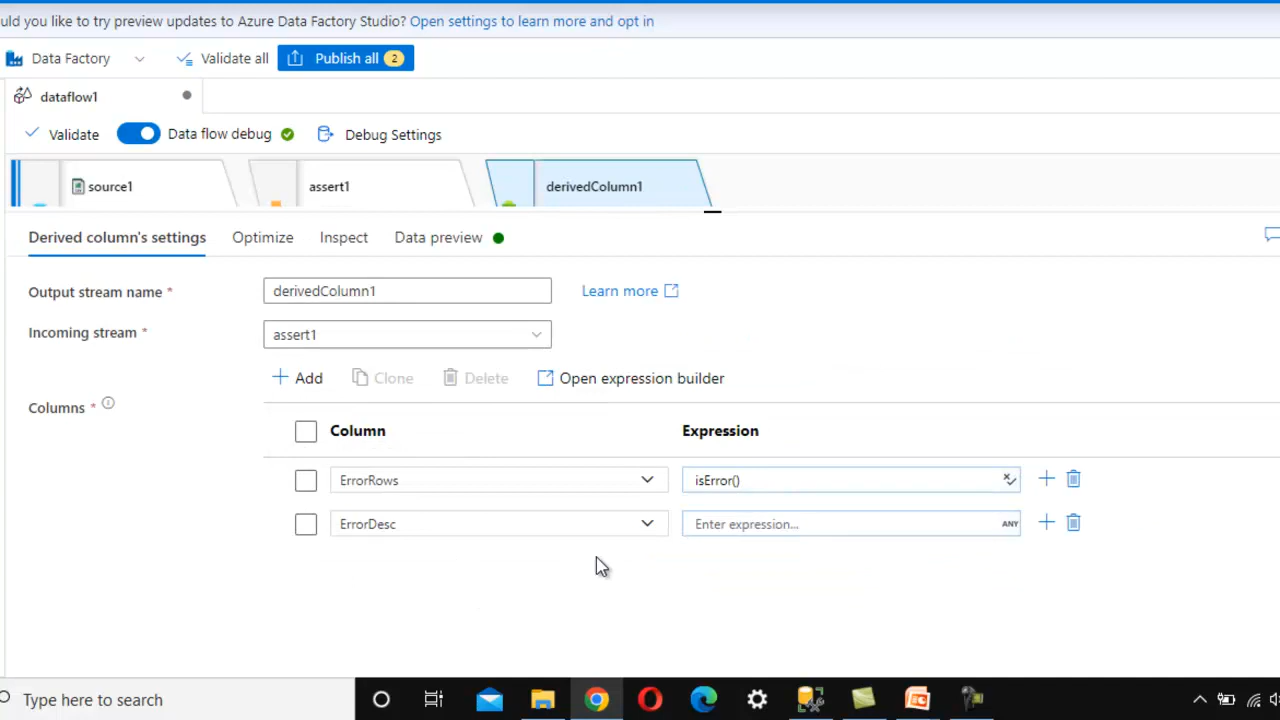 ould you like to try preview updates to Azure Data Factory Studio? Open settings to learn more and opt in
Data Factory Validate all Publish all 2
dataflow1
Validate Data flow debug Debug Settings
source1 assert1 derivedColumn1
Derived column's settings Optimize Inspect Data preview
Output stream name * derivedColumn1 Learn more
Incoming stream * assert1
+ Add Clone Delete Open expression builder
Columns *
Column Expression
ErrorRows isError()
ErrorDesc Enter expression... ANY
Type here to search